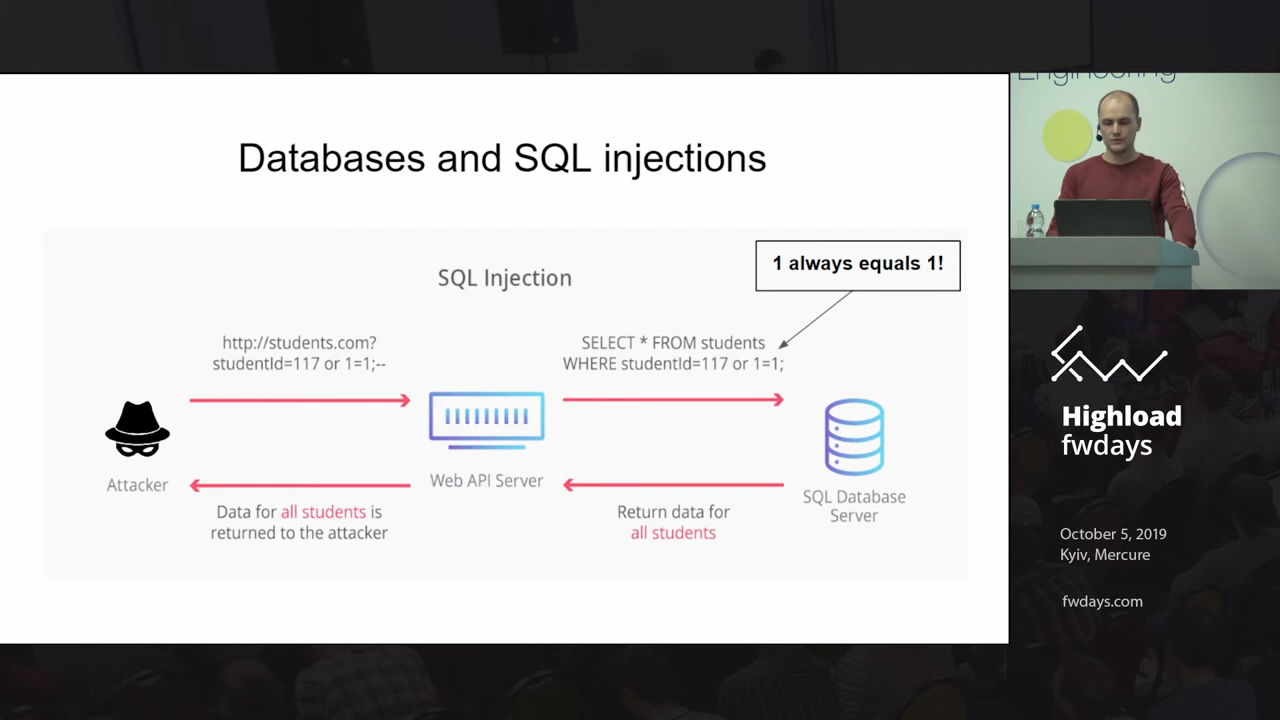 Databases and SQL injections
SQL Injection
1 always equals 1!
http://students.com?
studentId=117 or 1=1;--
SELECT * FROM students
WHERE studentId=117 or 1=1;
Attacker
Web API Server
SQL Database
Server
Data for all students is
returned to the attacker
Return data for
all students
Engineering
Highload
fwdays
October 5, 2019
Kyiv, Mercure
fwdays.com